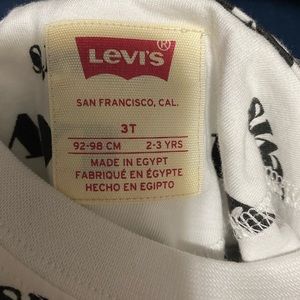 LEVI'S®
SAN FRANCISCO, CAL.
3T
92-98 CM 2-3 YRS
MADE IN EGYPT
FABRIQUÉ EN ÉGYPTE
HECHO EN EGIPTO